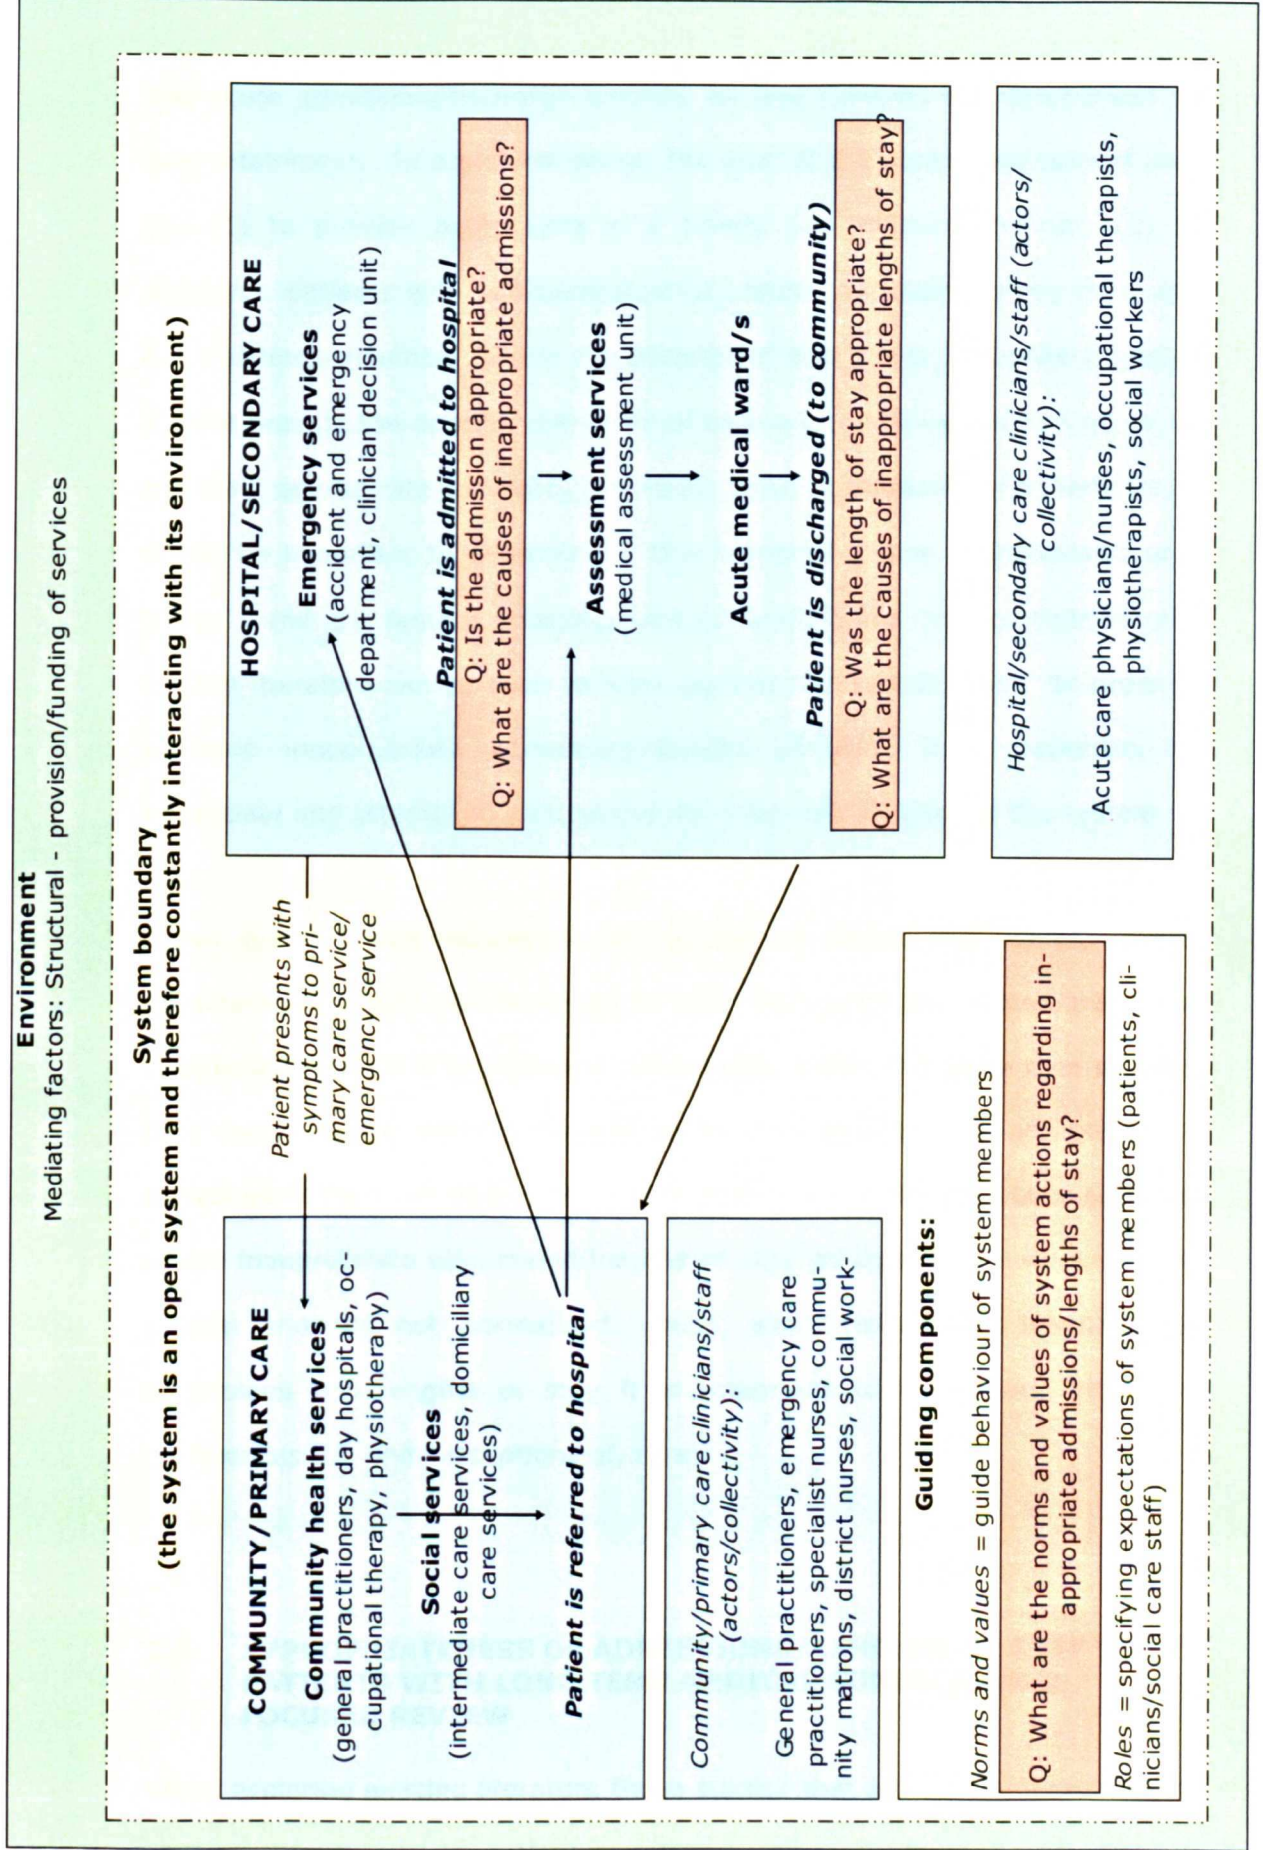 Environment
Mediating factors: Structural - provision/funding of services
System boundary
(the system is an open system and therefore constantly interacting with its environment)
COMMUNITY/PRIMARY CARE
Community health services
(general practitioners, day hospitals, oc-
cupational therapy, physiotherapy)
Social services
(intermediate care services, domiciliary
care services)
Patient is referred to hospital
Patient presents with
symptoms to pri-
mary care service/
emergency service
HOSPITAL/SECONDARY CARE
Emergency services
(accident and emergency
department, clinician decision unit)
Patient is admitted to hospital
Q: Is the admission appropriate?
Q: What are the causes of inappropriate admissions?
Assessment services
(medical assessment unit)
Acute medical ward/s
Patient is discharged (to community)
Q: Was the length of stay appropriate?
Q: What are the causes of inappropriate lengths of stay?
Community/primary care clinicians/staff
(actors/collectivity):
General practitioners, emergency care
practitioners, specialist nurses, commu-
nity matrons, district nurses, social work-
Hospital/secondary care clinicians/staff (actors/
collectivity):
Acute care physicians/nurses, occupational therapists,
physiotherapists, social workers
Guiding components:
Norms and values = guide behaviour of system members
Q: What are the norms and values of system actions regarding in-
appropriate admissions/lengths of stay?
Roles = specifying expectations of system members (patients, cli-
nicians/social care staff)